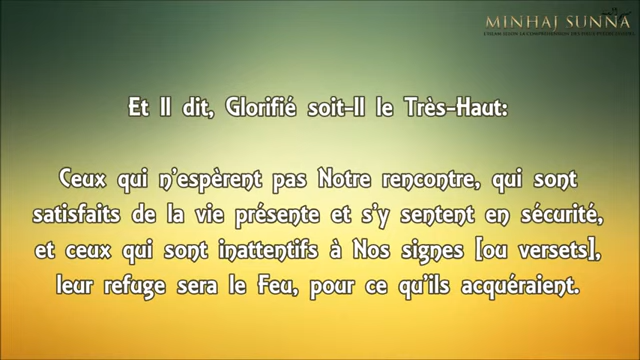 MINHAJ SUNNA
Et Il dit, Glorifié soit-Il le Très-Haut:
Ceux qui n'espèrent pas Notre rencontre, qui sont
satisfaits de la vie présente et s'y sentent en sécurité,
et ceux qui sont inattentifs à Nos signes [ou versets],
leur refuge sera le Feu, pour ce qu'ils acquéraient.